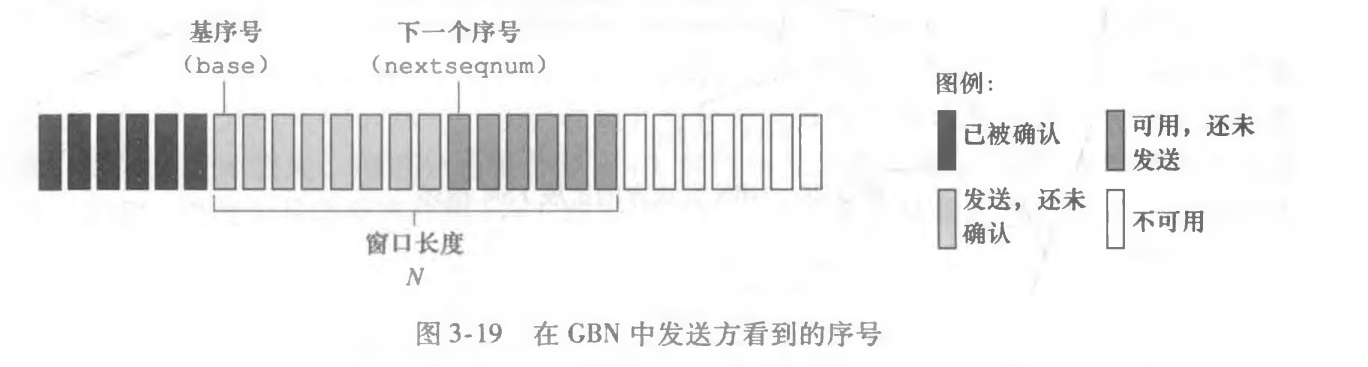 基序号
(base)
下一个序号
(nextseqnum)
窗口长度
N
图例:
已被确认
可用，还未
发送
发送，还未
确认
不可用
图 3-19 在 GBN 中发送方看到的序号